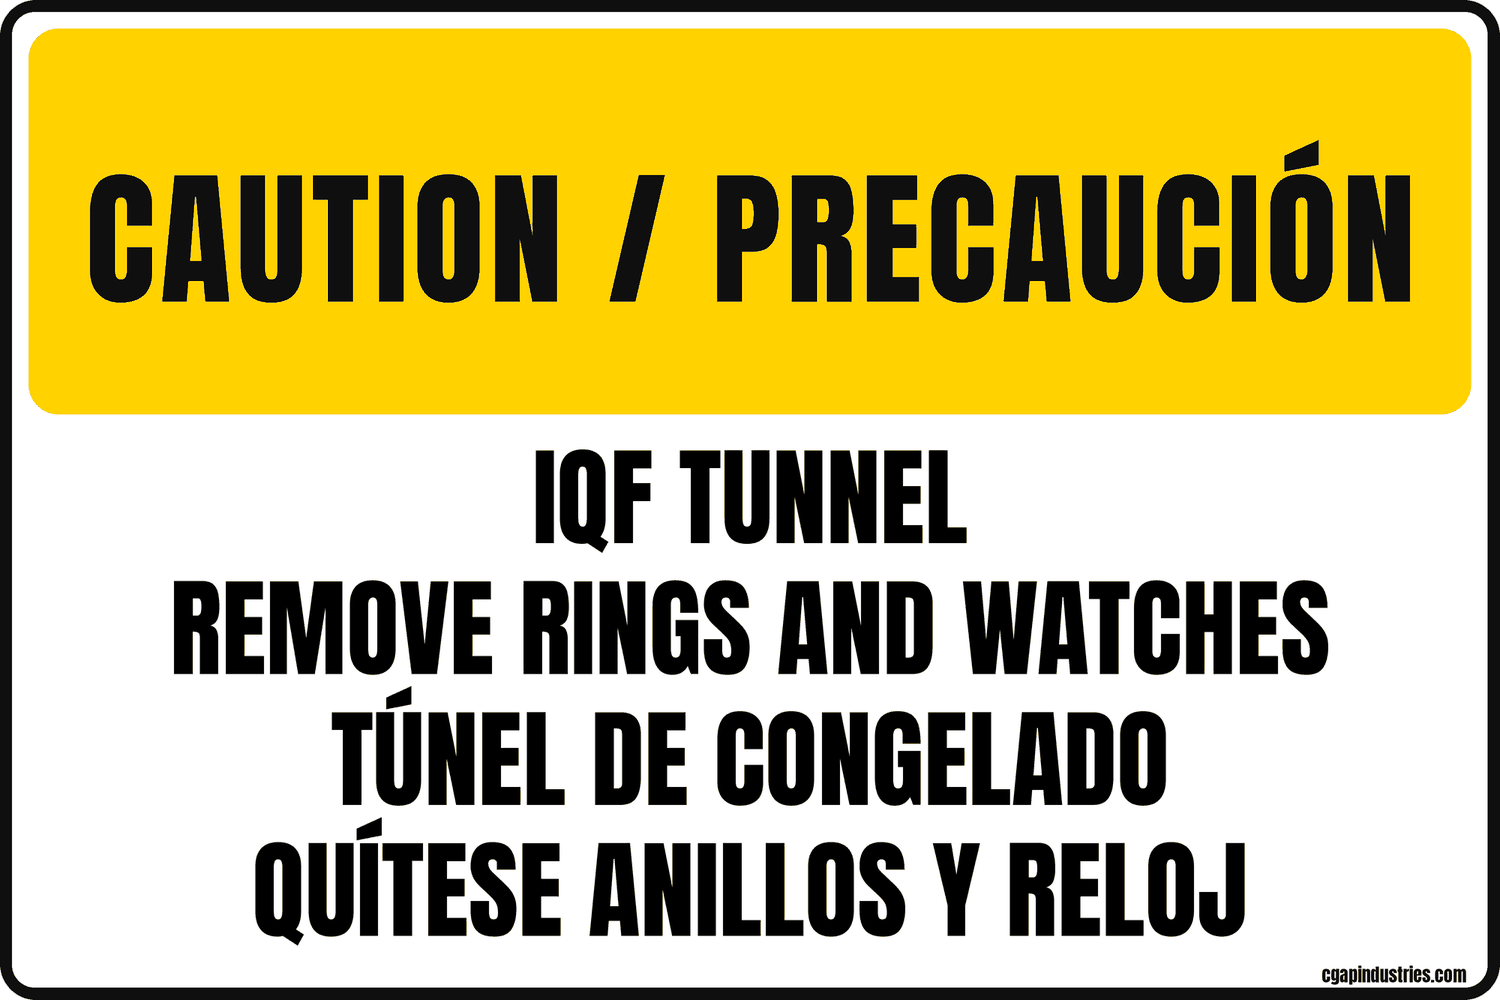 CAUTION / PRECAUCIÓN
IQF TUNNEL
REMOVE RINGS AND WATCHES
TÚNEL DE CONGELADO
QUÍTESE ANILLOS Y RELOJ
cgapindustries.com